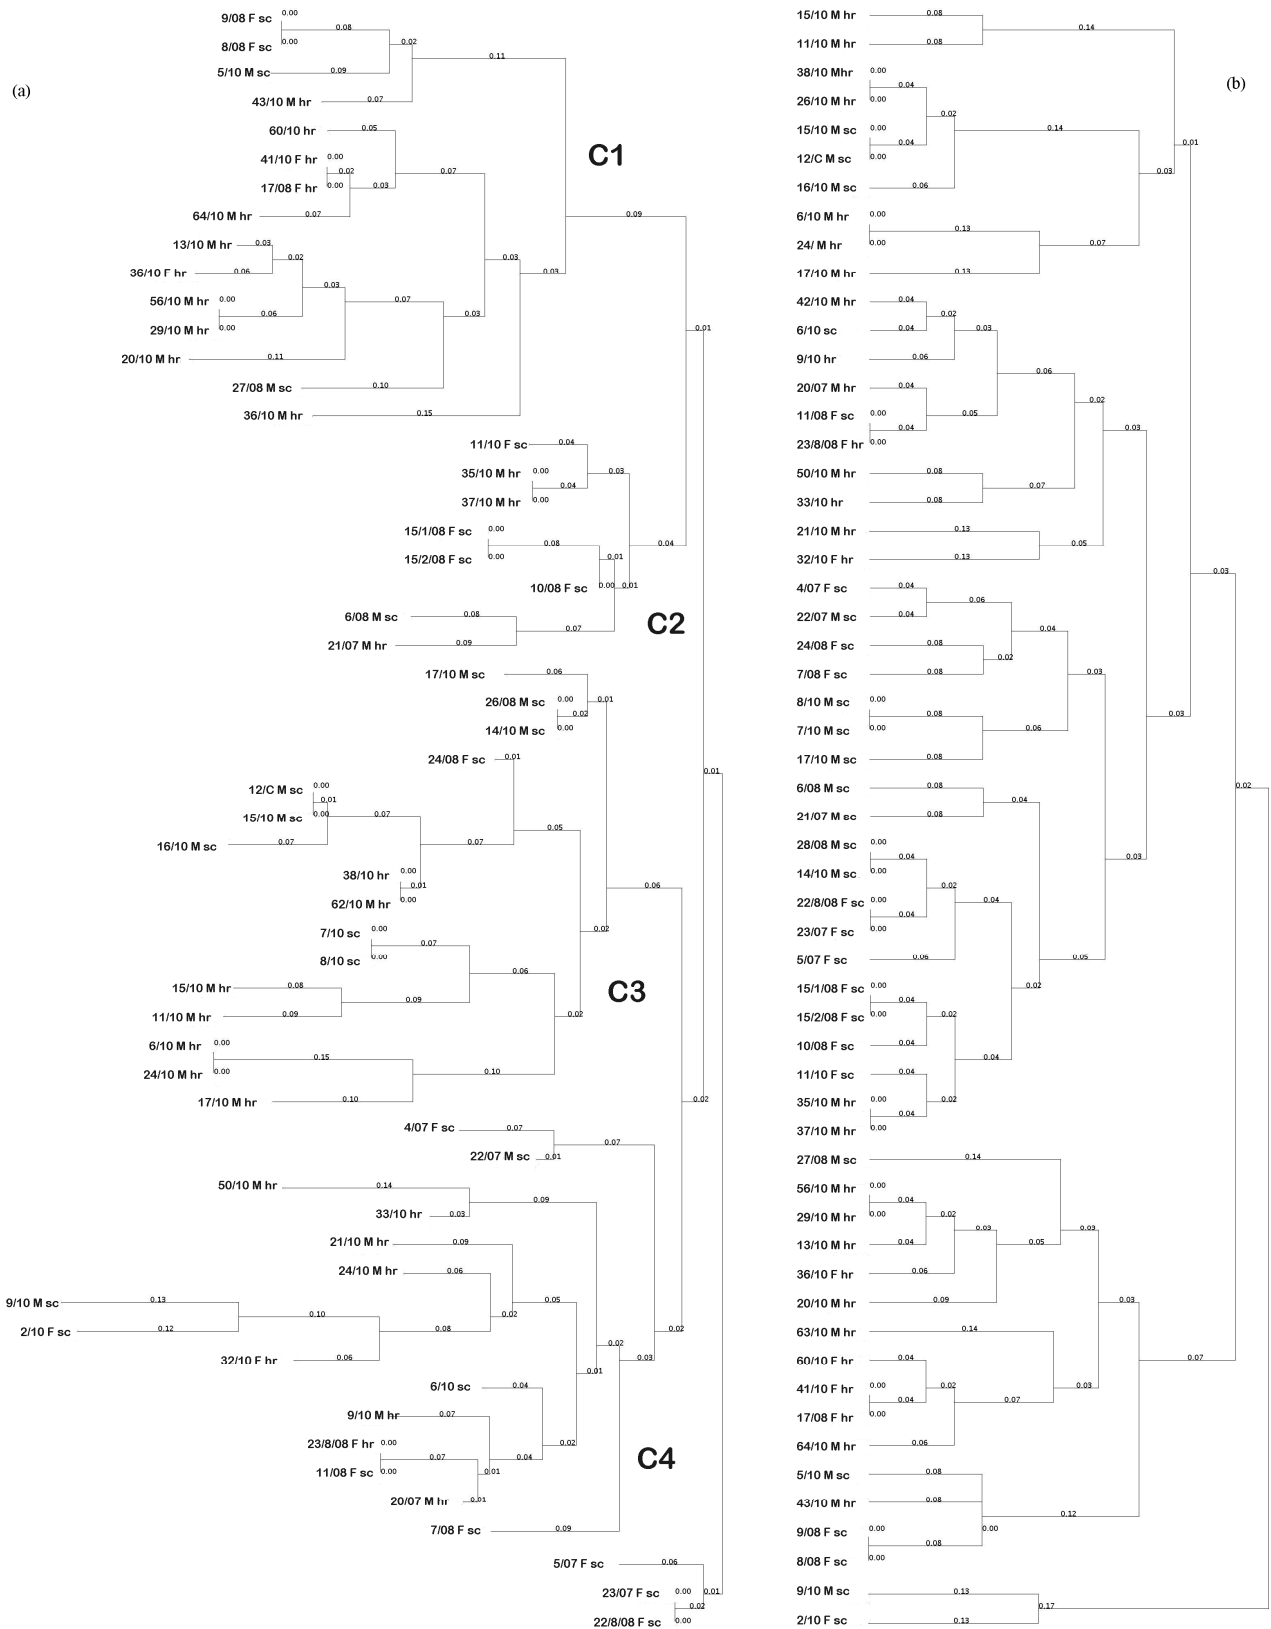 (a)
9/08 F sc 0.00
0.08
8/08 F sc 0.00
0.02
0.11
5/10 M sc 0.09
43/10 M hr 0.07
60/10 hr 0.05
C1
41/10 F hr 0.00
0.02 0.07
17/08 F hr 0.00 0.03
64/10 M hr 0.07 0.09
13/10 M hr 0.03
0.02 0.03
36/10 F hr 0.06 0.03
0.03
56/10 M hr 0.00 0.07
0.06 0.03
29/10 M hr 0.00 0.01
20/10 M hr 0.11
27/08 M sc 0.10
36/10 M hr 0.15
11/10 F sc 0.04
35/10 M hr 0.00 0.03
0.04
37/10 M hr 0.00
15/1/08 F sc 0.00
0.08 0.04
15/2/08 F sc 0.00 0.01
10/08 F sc 0.00 0.01
6/08 M sc 0.08
C2
0.07
21/07 M hr 0.09
17/10 M sc 0.06
26/08 M sc 0.00 0.01
0.02
14/10 M sc 0.00
24/08 F sc 0.01
0.01
12/C M sc 0.00
0.01
15/10 M sc 0.00 0.07
0.05
16/10 M sc 0.07 0.07
38/10 hr 0.00
0.01 0.06
62/10 M hr 0.00
7/10 sc 0.00 0.02
0.07
8/10 sc 0.00
0.06
15/10 M hr 0.08
C3
0.09
11/10 M hr 0.09 0.02
6/10 M hr 0.00
0.15
24/10 M hr 0.00 0.10
17/10 M hr 0.10 0.02
4/07 F sc 0.07
0.07
22/07 M sc 0.01
50/10 M hr 0.14
0.09
33/10 hr 0.03
21/10 M hr 0.09
24/10 M hr 0.06
9/10 M sc 0.13 0.05
0.10 0.02
2/10 F sc 0.12 0.08 0.02
0.02
32/10 F hr 0.06 0.03
0.01
6/10 sc 0.04
9/10 M hr 0.07
23/8/08 F hr 0.00 0.02
0.07 0.04
C4
11/08 F sc 0.00 0.01
20/07 M hr 0.01
7/08 F sc 0.09
5/07 F sc 0.06
23/07 F sc 0.00 0.01
0.02
22/8/08 F sc 0.00
(b)
15/10 M hr 0.08
0.14
11/10 M hr 0.08
38/10 Mhr 0.00
0.04
26/10 M hr 0.00
0.02
15/10 M sc 0.00 0.14
0.04 0.01
12/C M sc 0.00
0.03
16/10 M sc 0.06
6/10 M hr 0.00
0.13
24/ M hr 0.00 0.07
17/10 M hr 0.13
42/10 M hr 0.04
0.02
6/10 sc 0.04 0.03
9/10 hr 0.06
0.06
20/07 M hr 0.04
0.02
11/08 F sc 0.00 0.05
0.04 0.03
23/8/08 F hr 0.00
50/10 M hr 0.08
0.07
33/10 hr 0.08
21/10 M hr 0.13
0.05
32/10 F hr 0.13
0.03
4/07 F sc 0.04
0.06
22/07 M sc 0.04
0.04
24/08 F sc 0.08
0.02
7/08 F sc 0.08 0.03
8/10 M sc 0.00
0.08 0.03
7/10 M sc 0.00 0.06
17/10 M sc 0.08
6/08 M sc 0.08 0.02
0.04
21/07 M sc 0.08
28/08 M sc 0.00
0.04 0.03
14/10 M sc 0.00
0.02
22/8/08 F sc 0.00 0.04
0.04
23/07 F sc 0.00
5/07 F sc 0.06 0.05
15/1/08 F sc 0.00 0.02
0.04
15/2/08 F sc 0.00 0.02
10/08 F sc 0.04
0.04
11/10 F sc 0.04
35/10 M hr 0.00 0.02
0.04
37/10 M hr 0.00
27/08 M sc 0.14
56/10 M hr 0.00
0.04
29/10 M hr 0.00 0.02
0.03 0.03
13/10 M hr 0.04 0.05
36/10 F hr 0.06
20/10 M hr 0.09 0.03
63/10 M hr 0.14
60/10 F hr 0.04 0.07
41/10 F hr 0.00 0.02 0.03
0.04 0.07
17/08 F hr 0.00
64/10 M hr 0.06
5/10 M sc 0.08
43/10 M hr 0.08
0.12
9/08 F sc 0.00 0.00
0.08
8/08 F sc 0.00
9/10 M sc 0.13
0.17
2/10 F sc 0.13